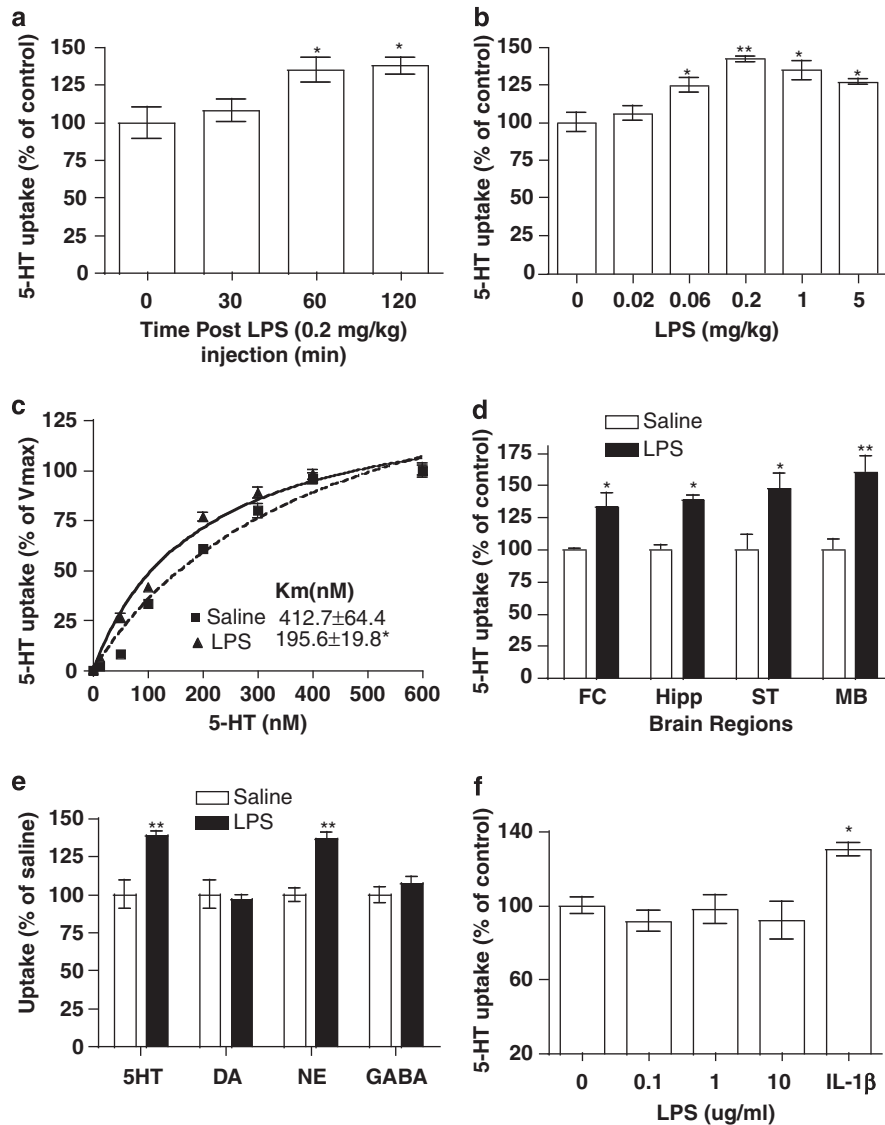 a
5-HT uptake (% of control)
150
125
100
75
50
25
0
* *
0 30 60 120
Time Post LPS (0.2 mg/kg)
injection (min)
b
5-HT uptake (% of control)
150
125
100
75
50
25
0
* ** * *
0 0.02 0.06 0.2 1 5
LPS (mg/kg)
c
5-HT uptake (% of Vmax)
125
100
75
50
25
0
Km(nM)
Saline 412.7±64.4
LPS 195.6±19.8*
0 100 200 300 400 500 600
5-HT (nM)
d
Saline
LPS
5-HT uptake (% of control)
175
150
125
100
75
50
25
0
* * * **
FC Hipp ST MB
Brain Regions
e
Saline
LPS
Uptake (% of saline)
150
125
100
75
50
25
0
** **
5HT DA NE GABA
f
5-HT uptake (% of control)
140
100
60
20
*
0 0.1 1 10 IL-1β
LPS (ug/ml)